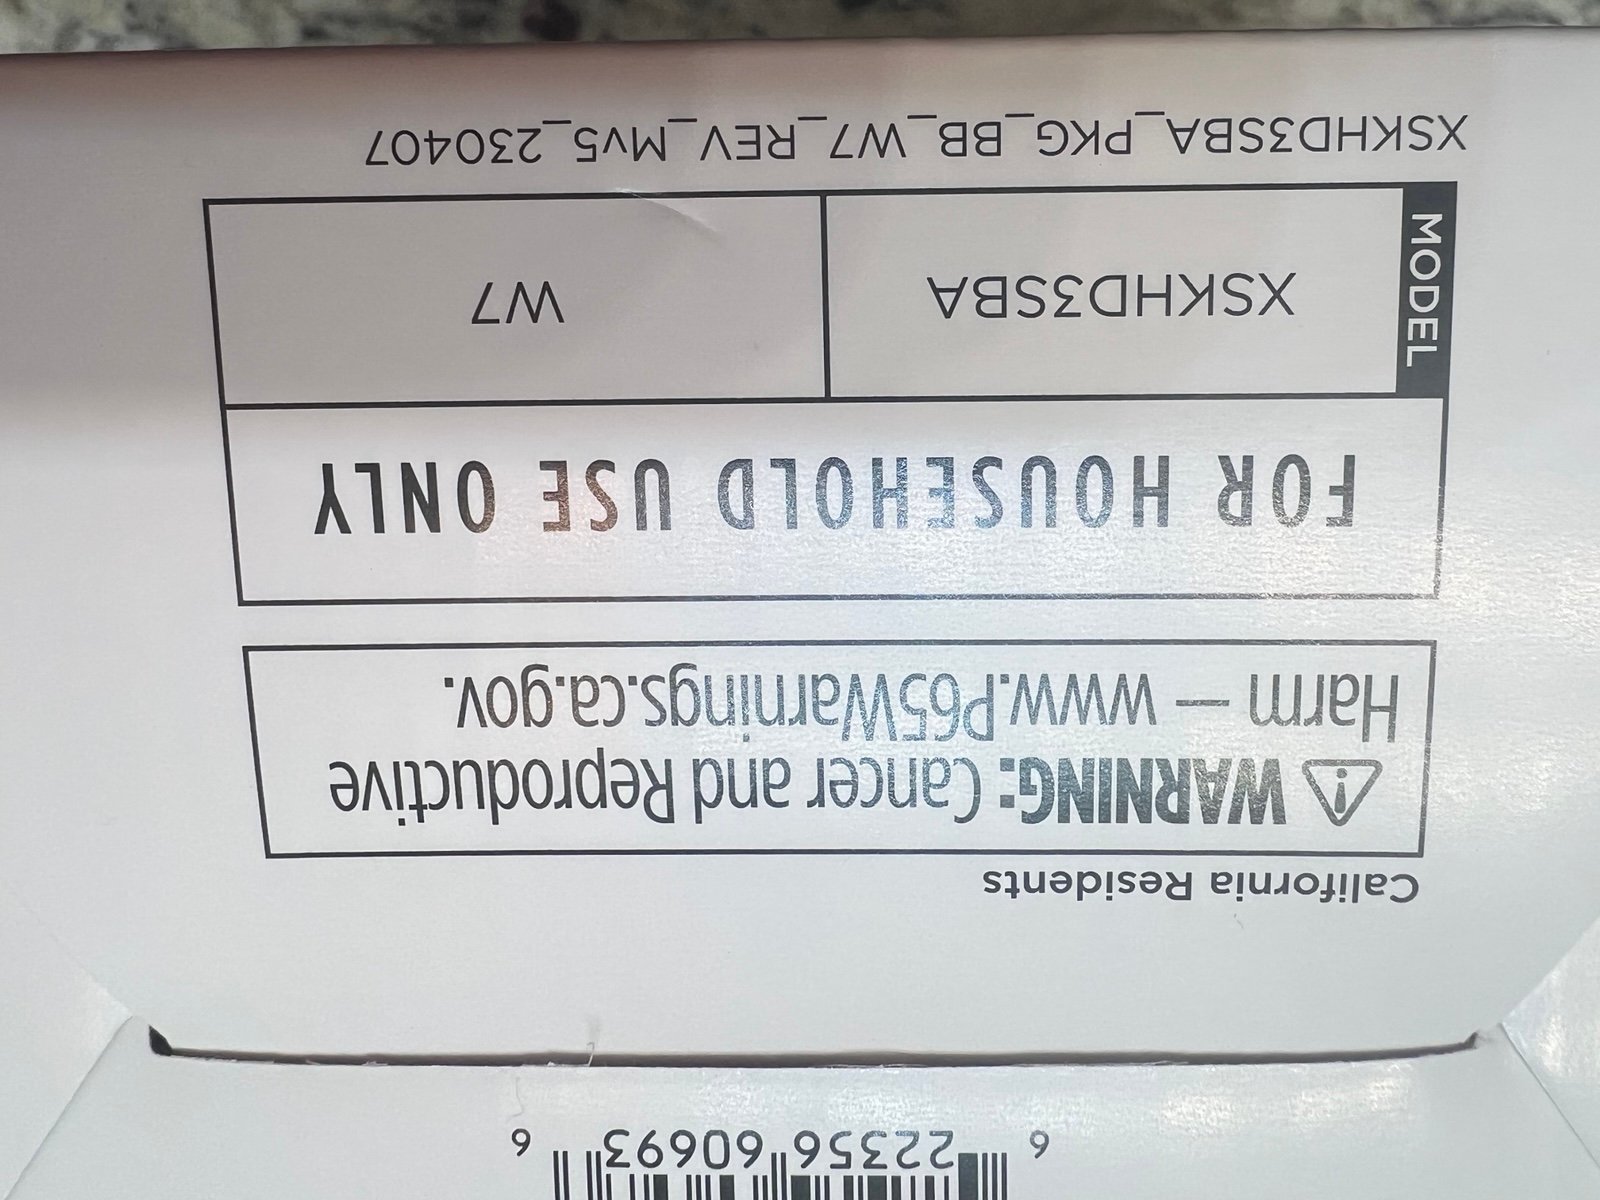 6 22356 60693 6
California Residents
WARNING: Cancer and Reproductive
Harm — www.P65Warnings.ca.gov.
FOR HOUSEHOLD USE ONLY
MODEL
XSKHD3SBA
W7
XSKHD3SBA_PKG_BB_W7_REV_Mv5_230407